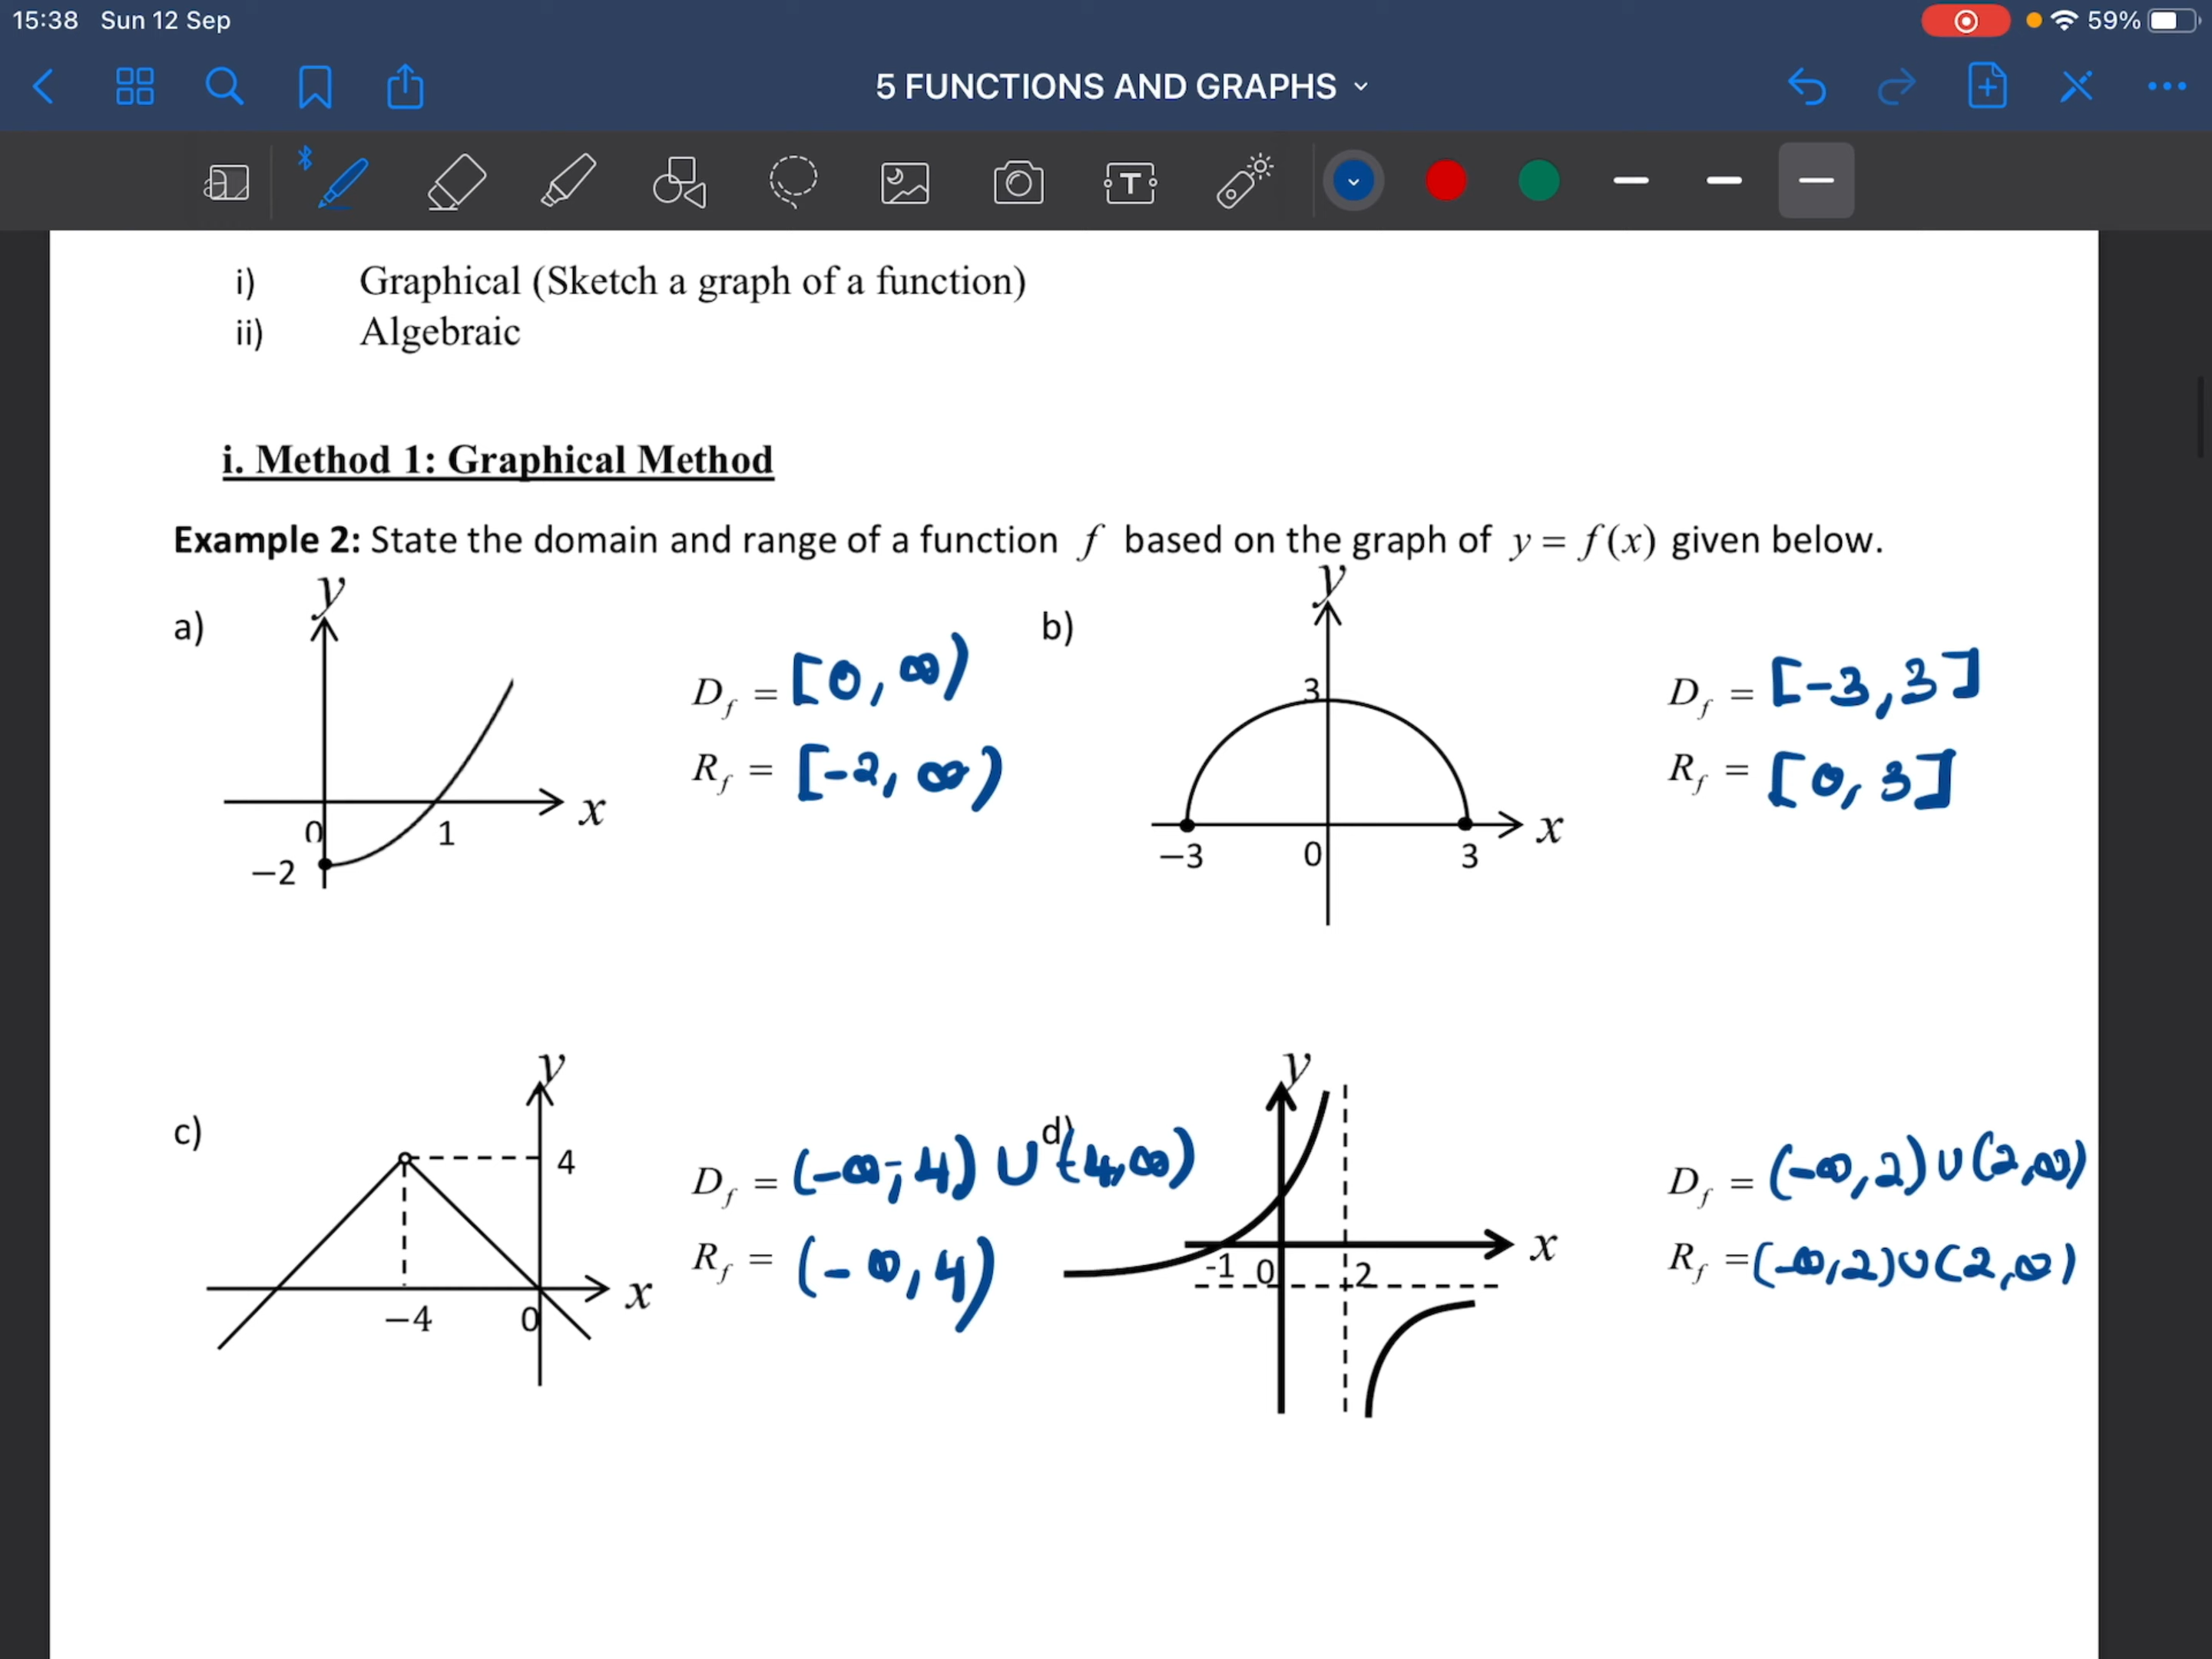 15:38 Sun 12 Sep 59%
5 FUNCTIONS AND GRAPHS
i) Graphical (Sketch a graph of a function)
ii) Algebraic
i. Method 1: Graphical Method
Example 2: State the domain and range of a function f based on the graph of y = f(x) given below.
a)
y
x
0
1
−2
D_f = [0, ∞)
R_f = [-2, ∞)
b)
y
3
x
−3
0
3
D_f = [-3, 3]
R_f = [0, 3]
c)
y
4
x
−4
0
D_f = (-∞, -4) ∪ (-4, ∞)
R_f = (-∞, 4)
d)
y
x
-1
0
2
D_f = (-∞, 2) ∪ (2, ∞)
R_f = (-∞, 2) ∪ (2, ∞)